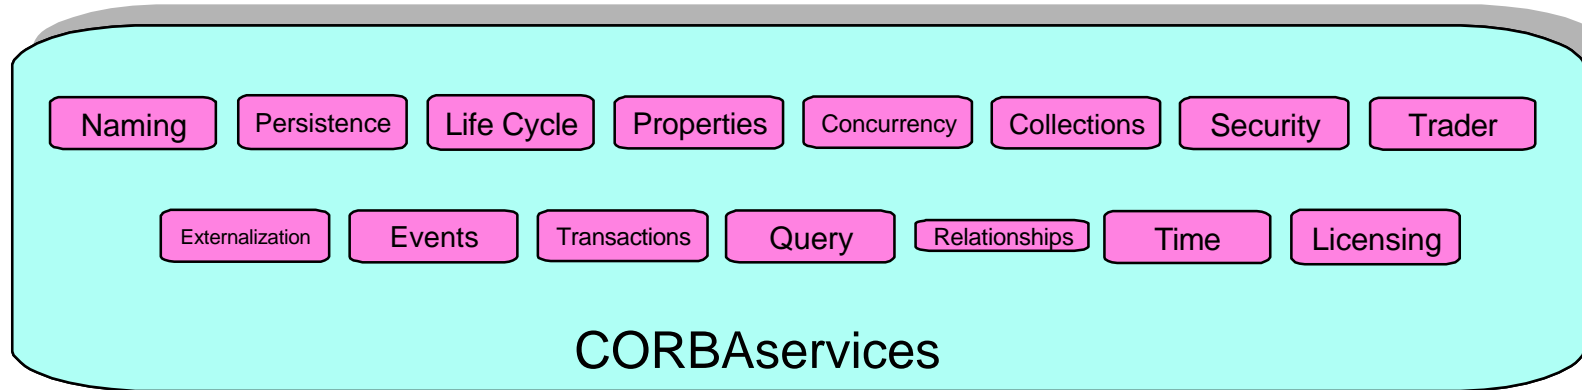 Naming Persistence Life Cycle Properties Concurrency Collections Security Trader
Externalization Events Transactions Query Relationships Time Licensing
CORBAservices